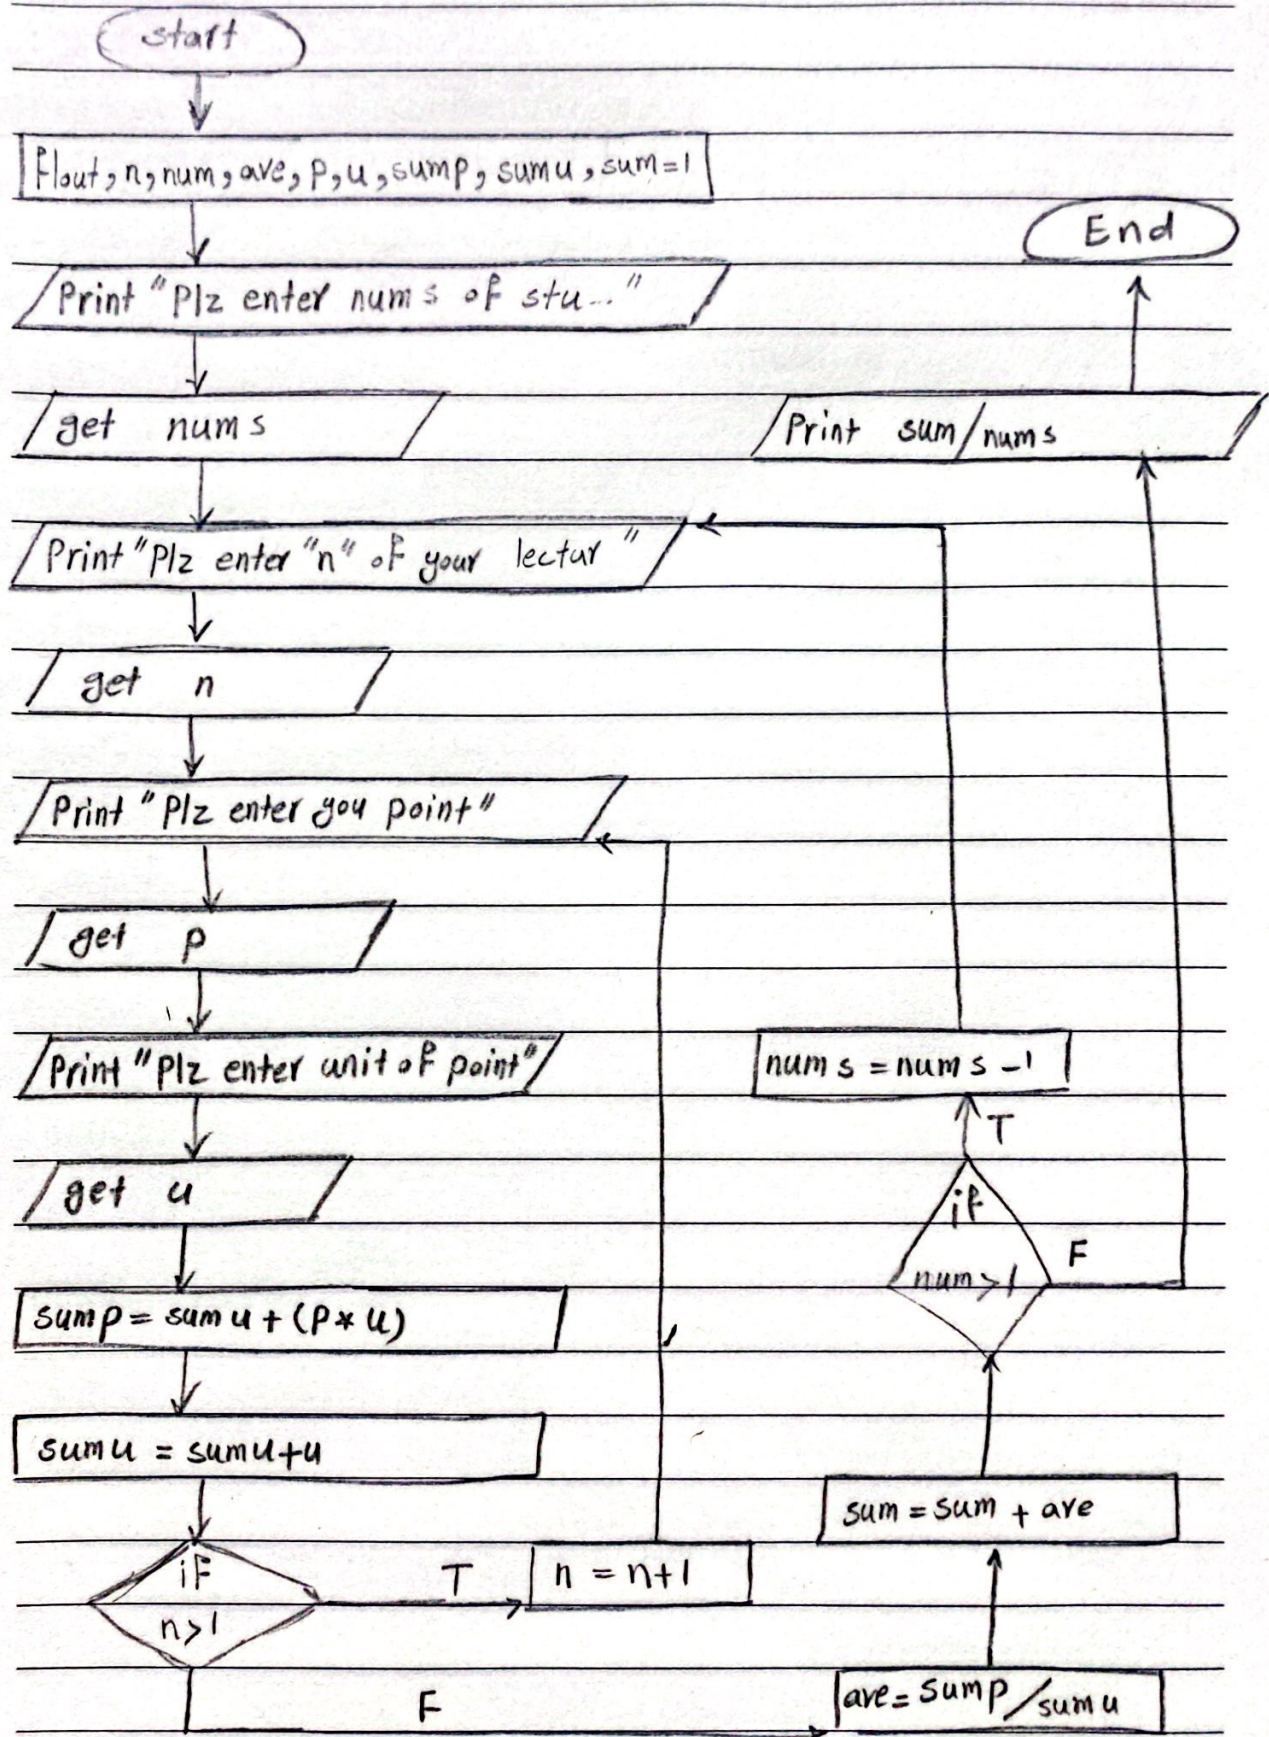 start
flout, n, num, ave, p, u, sump, sumu, sum=1
Print "Plz enter nums of stu..."
get nums
Print "Plz enter "n" of your lectur"
get n
Print "Plz enter you point"
get p
Print "Plz enter unit of point"
get u
sump = sumu + (P * u)
sumu = sumu+u
if
n>1
T
n = n+1
F
ave = sump/sumu
sum = sum + ave
if
num>1
T
nums = nums -1
F
Print sum/nums
End